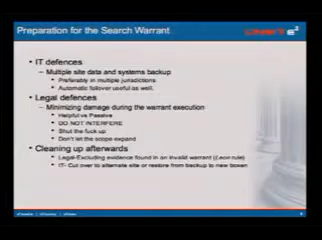 Preparation for the Search Warrant
• IT defences
– Multiple site data and systems backup
• Preferably in multiple jurisdictions
• Automatic failover useful as well.
• Legal defences
– Minimizing damage during the warrant execution
• Helpful vs Passive
• DO NOT INTERFERE
• Shut the fuck up
• Don't let the scope expand
• Cleaning up afterwards
– Legal-Excluding evidence found in an invalid warrant (Leon rule)
• IT- Cut over to alternate site or restore from backup to new boxen